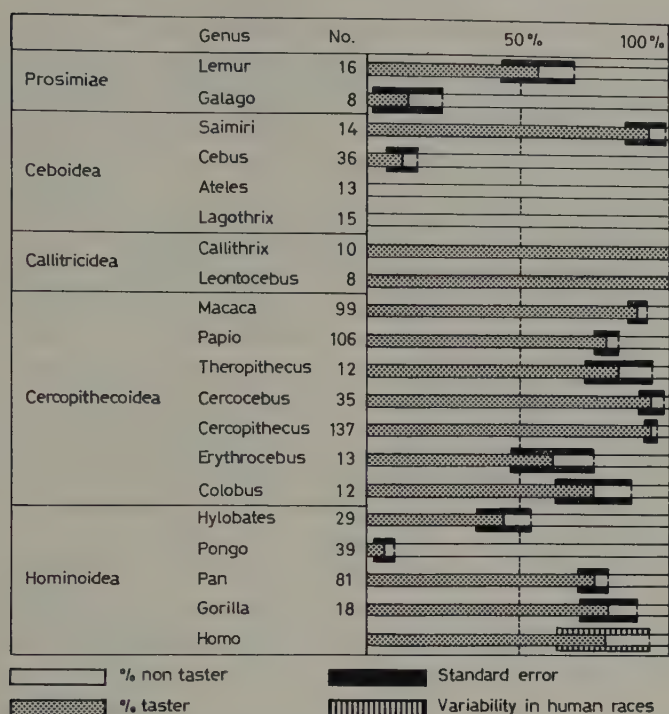 Genus No. 50 % 100 %
Prosimiae
Lemur 16
Galago 8
Ceboidea
Saimiri 14
Cebus 36
Ateles 13
Lagothrix 15
Callitricidea
Callithrix 10
Leontocebus 8
Cercopithecoidea
Macaca 99
Papio 106
Theropithecus 12
Cercocebus 35
Cercopithecus 137
Erythrocebus 13
Colobus 12
Hominoidea
Hylobates 29
Pongo 39
Pan 81
Gorilla 18
Homo
% non taster
Standard error
% taster
Variability in human races